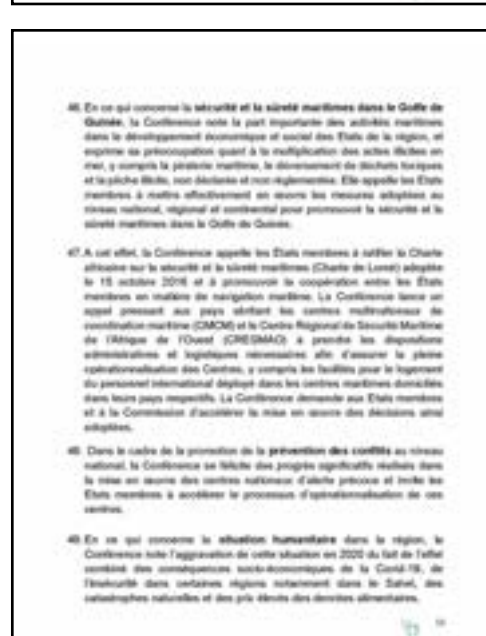 46. En ce qui concerne la sécurité et la sûreté maritimes dans le Golfe de
Guinée, la Conférence note la part importante des activités maritimes
dans le développement économique et social des Etats de la région, et
exprime sa préoccupation quant à la multiplication des actes illicites en
mer, y compris la piraterie maritime, le déversement de déchets toxiques
et la pêche illicite, non déclarée et non réglementée. Elle appelle les Etats
membres à mettre effectivement en œuvre les mesures adoptées au
niveau national, régional et continental pour promouvoir la sécurité et la
sûreté maritimes dans le Golfe de Guinée.
47. A cet effet, la Conférence appelle les États membres à ratifier la Charte
africaine sur la sécurité et la sûreté maritimes (Charte de Lomé) adoptée
le 15 octobre 2016 et à promouvoir la coopération entre les États
membres en matière de navigation maritime. La Conférence lance un
appel pressant aux pays abritant les centres multinationaux de
coordination maritime (CMCM) et le Centre Régional de Sécurité Maritime
de l'Afrique de l'Ouest (CRESMAO) à prendre les dispositions
administratives et logistiques nécessaires afin d'assurer la pleine
opérationnalisation des Centres, y compris les facilités pour le logement
du personnel international déployé dans les centres maritimes domiciliés
dans leurs pays respectifs. La Conférence demande aux Etats membres
et à la Commission d'accélérer la mise en œuvre des décisions ainsi
adoptées.
48. Dans le cadre de la promotion de la prévention des conflits au niveau
national, la Conférence se félicite des progrès significatifs réalisés dans
la mise en œuvre des centres nationaux d'alerte précoce et invite les
Etats membres à accélérer le processus d'opérationnalisation de ces
centres.
49. En ce qui concerne la situation humanitaire dans la région, la
Conférence note l'aggravation de cette situation en 2020 du fait de l'effet
combiné des conséquences socio-économiques de la Covid-19, de
l'insécurité dans certaines régions notamment dans le Sahel, des
catastrophes naturelles et des prix élevés des denrées alimentaires.